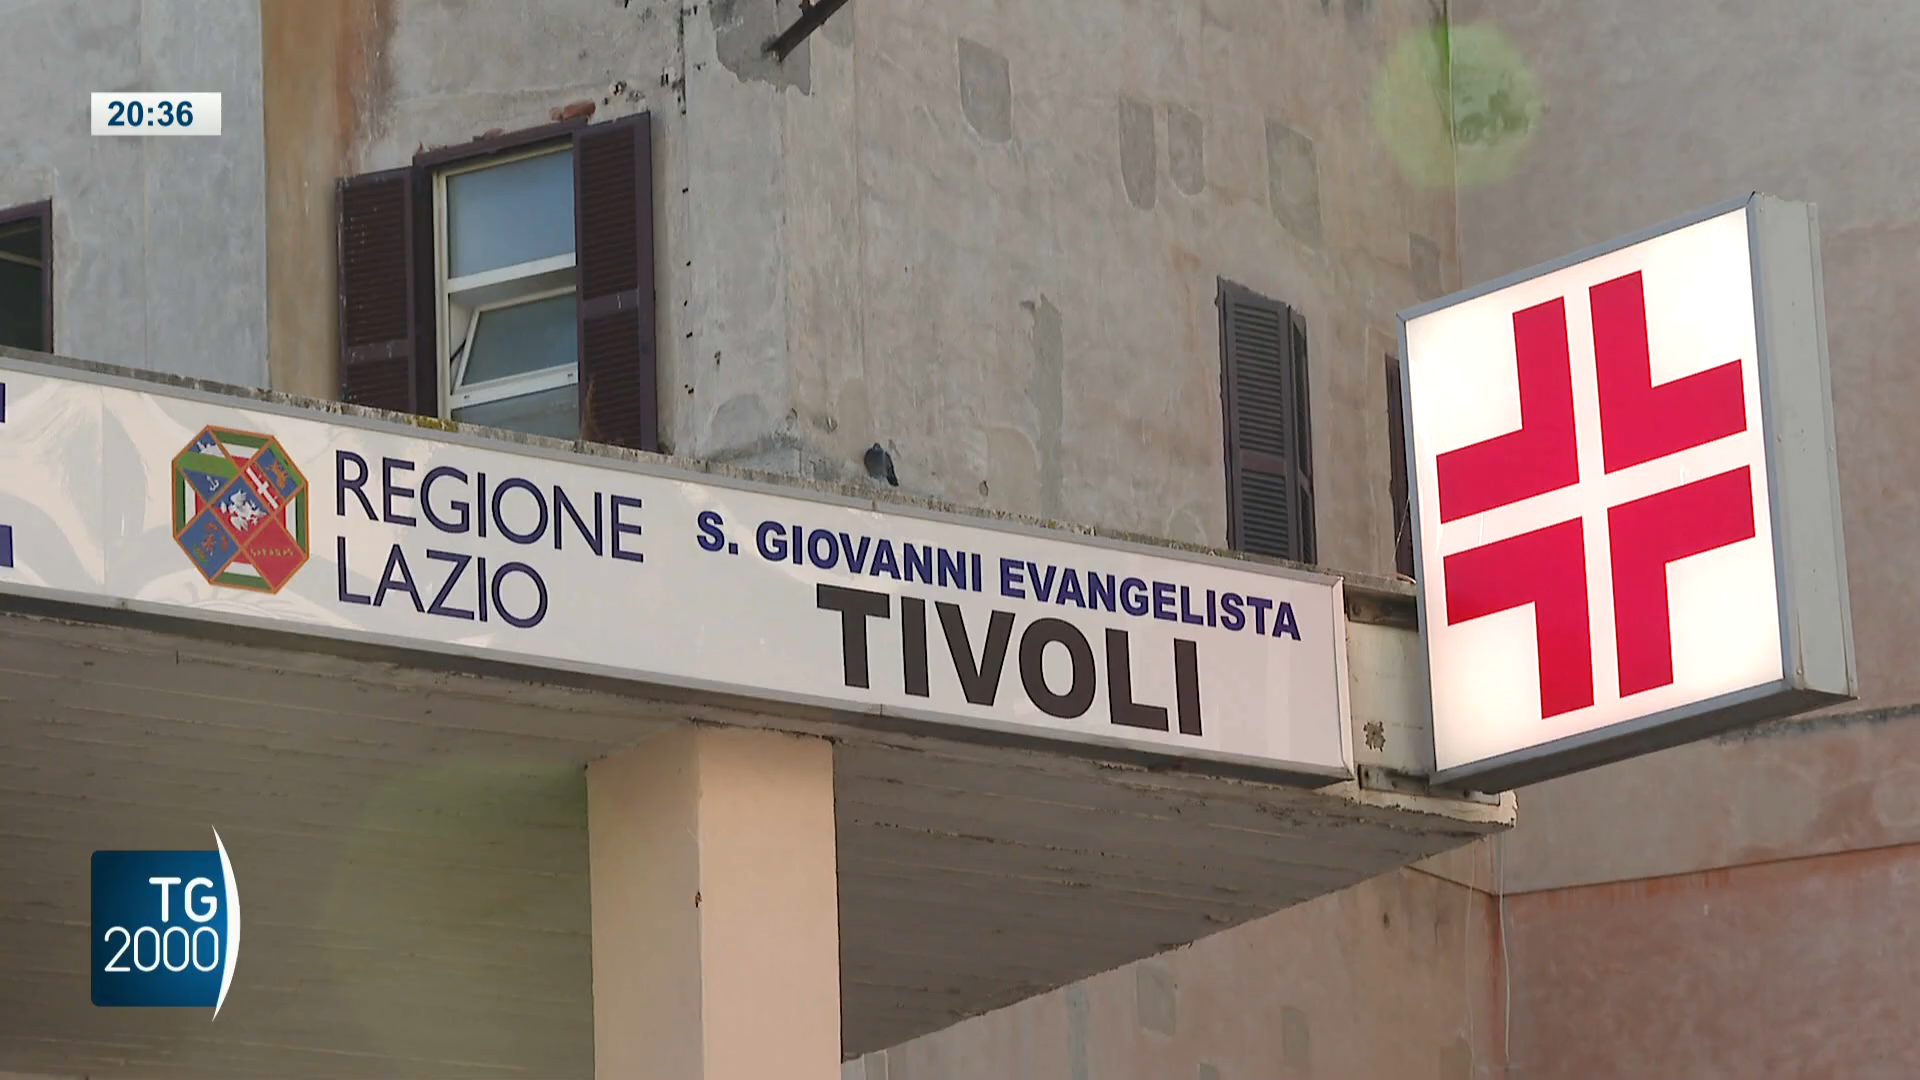 20:36
REGIONE
LAZIO
S. GIOVANNI EVANGELISTA
TIVOLI
TG
2000